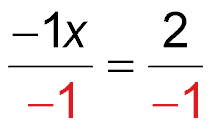 -1x / -1 = 2 / -1